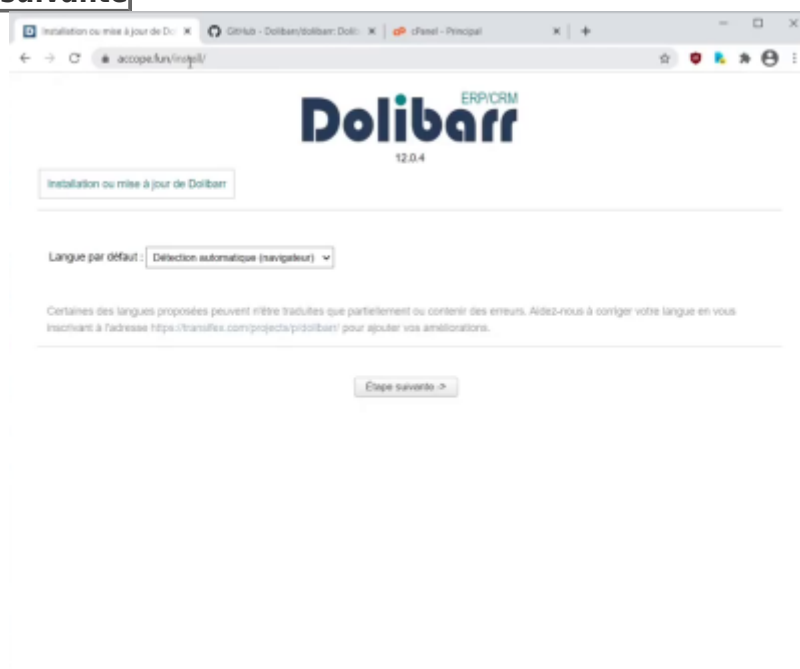 suivante
Installation ou mise à jour de Do
GitHub - Dolibarr/dolibarr: Doli
cPanel - Principal
accope.fun/install/
Dolibarr
ERP/CRM
12.0.4
Installation ou mise à jour de Dolibarr
Langue par défaut : Détection automatique (navigateur)
Certaines des langues proposées peuvent n'être traduites que partiellement ou contenir des erreurs. Aidez-nous à corriger votre langue en vous
inscrivant à l'adresse https://transifex.com/projects/p/dolibarr/ pour ajouter vos améliorations.
Étape suivante ->